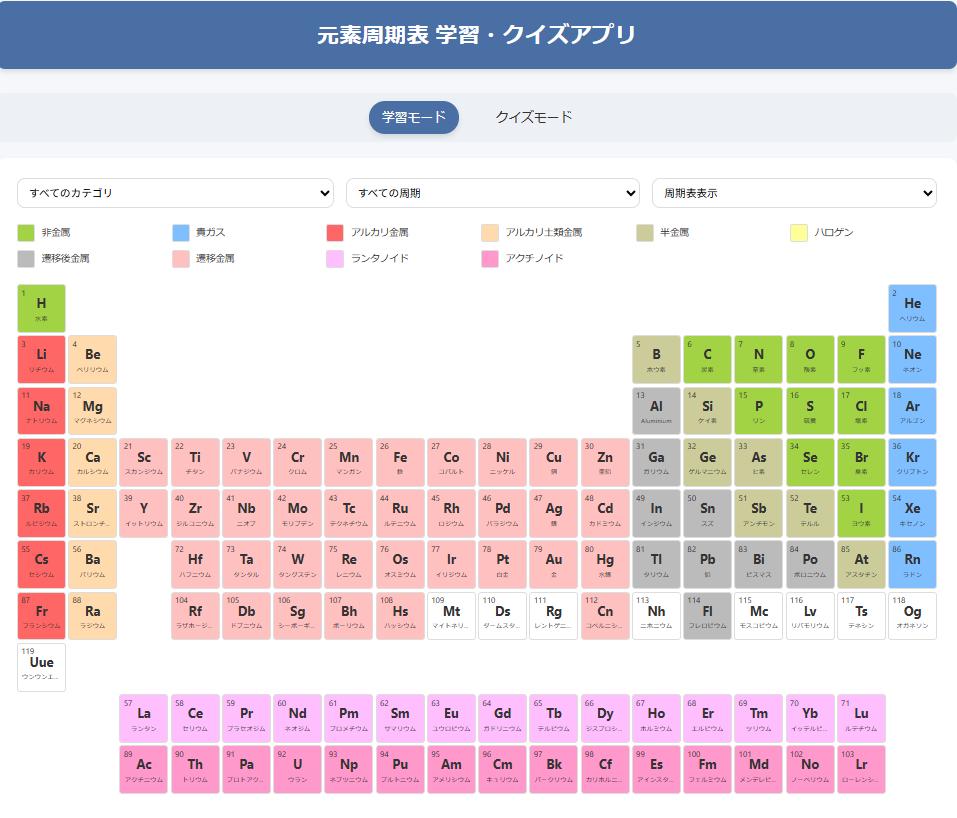 元素周期表 学習・クイズアプリ
学習モード クイズモード
すべてのカテゴリ すべての周期 周期表表示
非金属 貴ガス アルカリ金属 アルカリ土類金属 半金属 ハロゲン
遷移後金属 遷移金属 ランタノイド アクチノイド
1 2
H He
水素 ヘリウム
3 4 5 6 7 8 9 10
Li Be B C N O F Ne
リチウム ベリリウム ホウ素 炭素 窒素 酸素 フッ素 ネオン
11 12 13 14 15 16 17 18
Na Mg Al Si P S Cl Ar
ナトリウム マグネシウム Aluminium ケイ素 リン 硫黄 塩素 アルゴン
19 20 21 22 23 24 25 26 27 28 29 30 31 32 33 34 35 36
K Ca Sc Ti V Cr Mn Fe Co Ni Cu Zn Ga Ge As Se Br Kr
カリウム カルシウム スカンジウム チタン バナジウム クロム マンガン 鉄 コバルト ニッケル 銅 亜鉛 ガリウム ゲルマニウム ヒ素 セレン 臭素 クリプトン
37 38 39 40 41 42 43 44 45 46 47 48 49 50 51 52 53 54
Rb Sr Y Zr Nb Mo Tc Ru Rh Pd Ag Cd In Sn Sb Te I Xe
ルビジウム ストロンチ... イットリウム ジルコニウム ニオブ モリブデン テクネチウム ルテニウム ロジウム パラジウム 銀 カドミウム インジウム スズ アンチモン テルル ヨウ素 キセノン
55 56 72 73 74 75 76 77 78 79 80 81 82 83 84 85 86
Cs Ba Hf Ta W Re Os Ir Pt Au Hg Tl Pb Bi Po At Rn
セシウム バリウム ハフニウム タンタル タングステン レニウム オスミウム イリジウム 白金 金 水銀 タリウム 鉛 ビスマス ポロニウム アスタチン ラドン
87 88 104 105 106 107 108 109 110 111 112 113 114 115 116 117 118
Fr Ra Rf Db Sg Bh Hs Mt Ds Rg Cn Nh Fl Mc Lv Ts Og
フランシウム ラジウム ラザホージ... ドブニウム シーボーギ... ボーリウム ハッシウム マイトネリ... ダームスタ... レントゲニ... コペルニシ... ニホニウム フレロビウム モスコビウム リバモリウム テネシン オガネソン
119
Uue
ウンウンエ...
57 58 59 60 61 62 63 64 65 66 67 68 69 70 71
La Ce Pr Nd Pm Sm Eu Gd Tb Dy Ho Er Tm Yb Lu
ランタン セリウム プラセオジム ネオジム プロメチウム サマリウム ユウロピウム ガドリニウム テルビウム ジスプロシ... ホルミウム エルビウム ツリウム イッテルビ... ルテチウム
89 90 91 92 93 94 95 96 97 98 99 100 101 102 103
Ac Th Pa U Np Pu Am Cm Bk Cf Es Fm Md No Lr
アクチニウム トリウム プロトアク... ウラン ネプツニウム プルトニウム アメリシウム キュリウム バークリウム カリホルニ... アインスタ... フェルミウム メンデレビ... ノーベリウム ローレンシ...